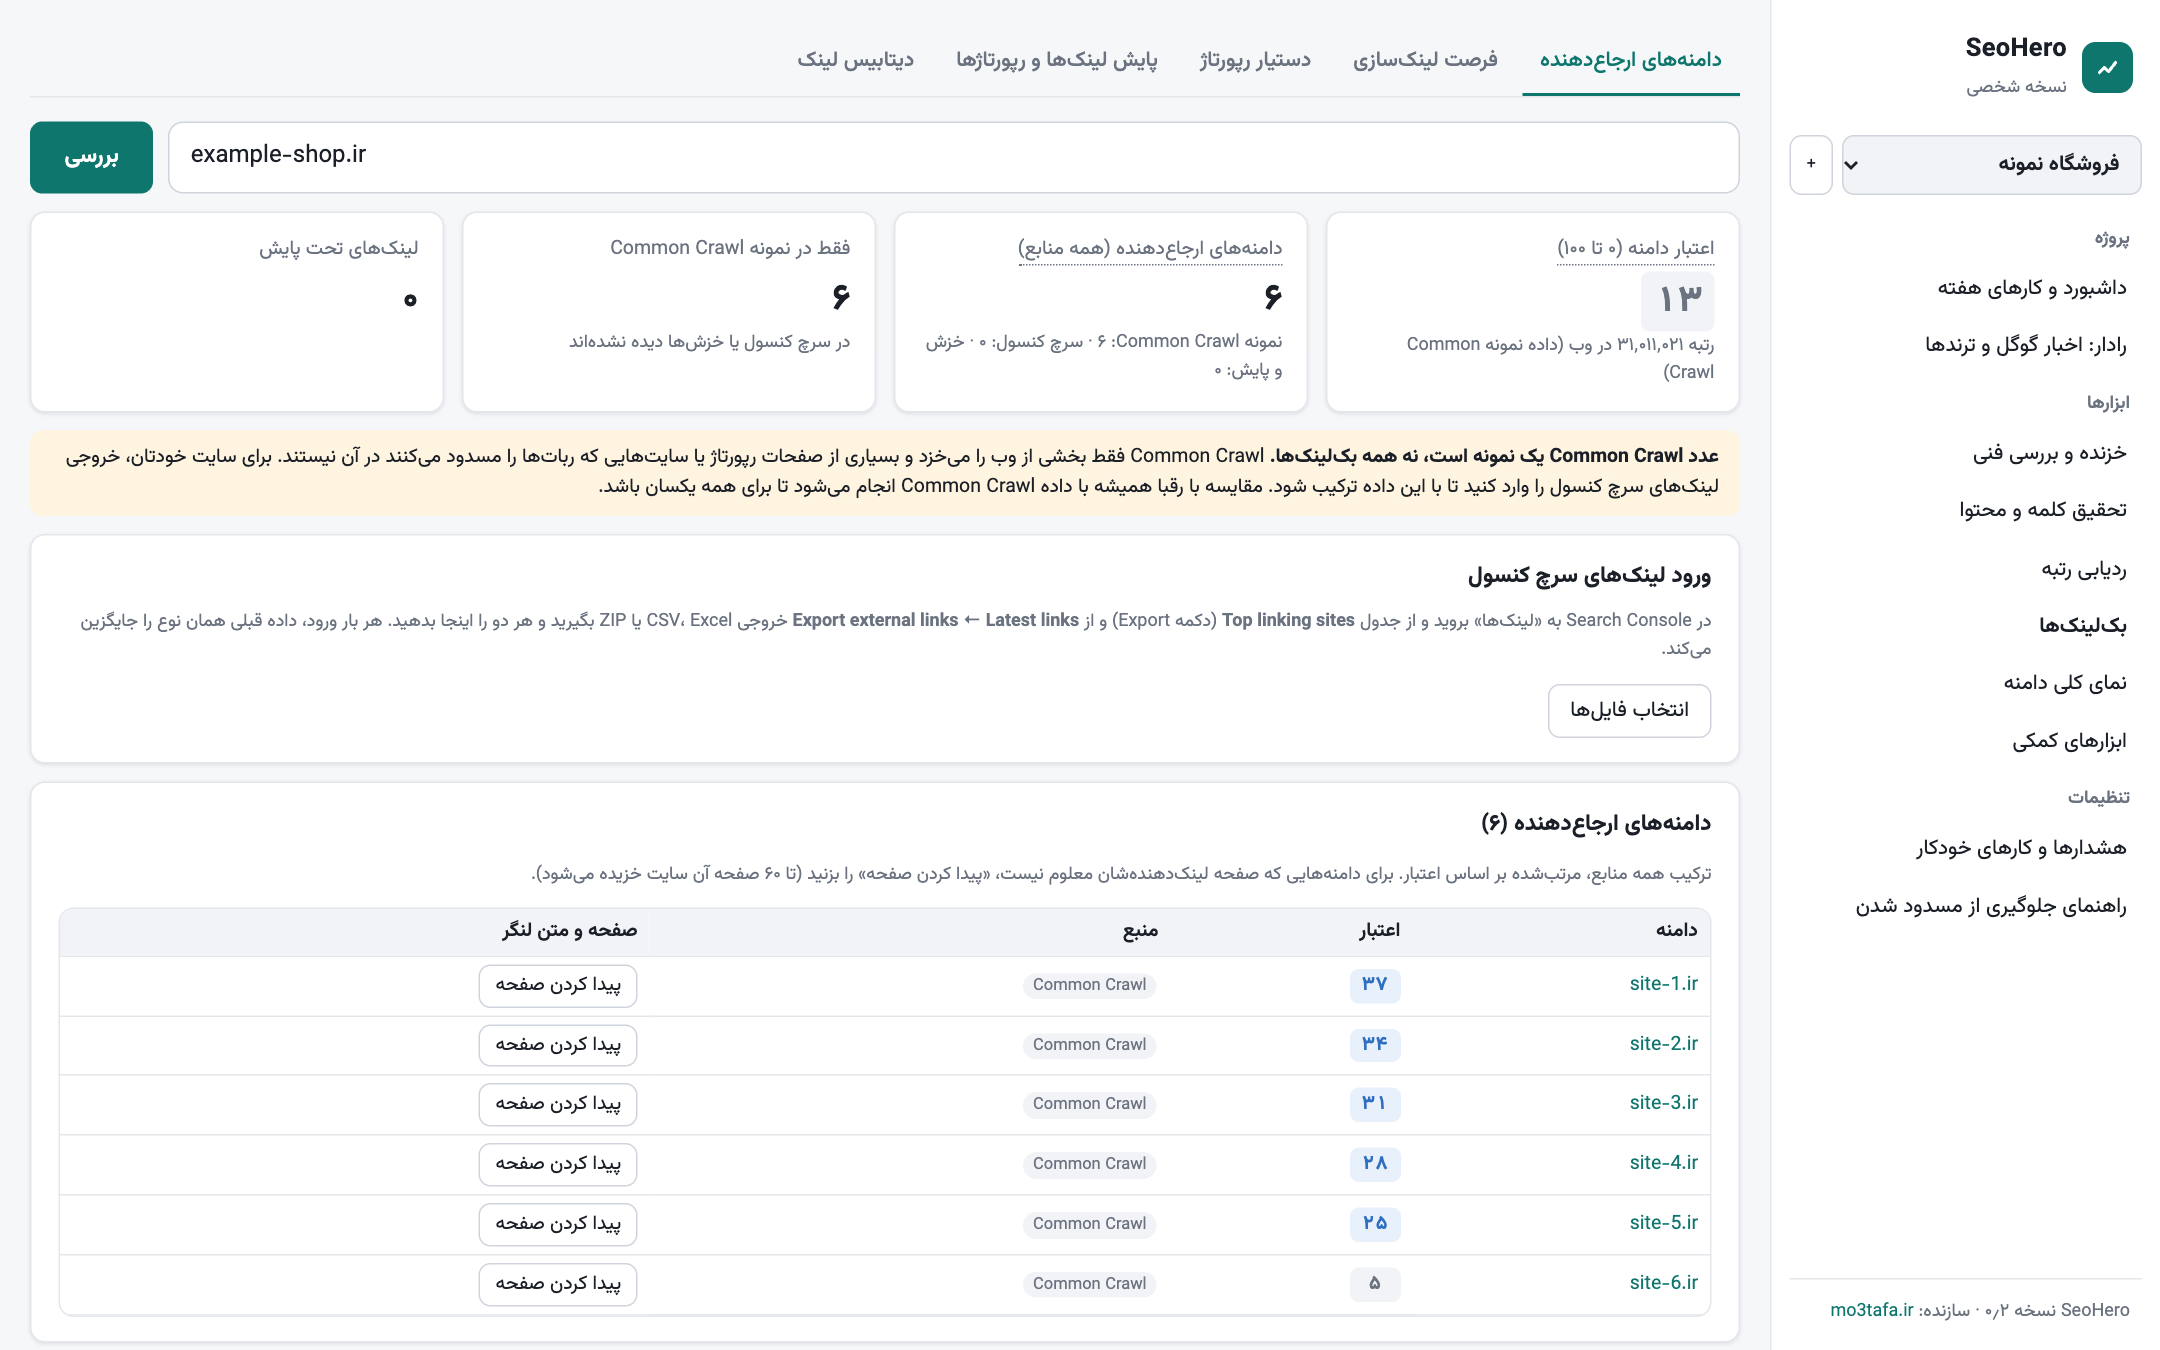 SeoHero
نسخه شخصی
فروشگاه نمونه
+
پروژه
داشبورد و کارهای هفته
رادار: اخبار گوگل و ترندها
ابزارها
خزنده و بررسی فنی
تحقیق کلمه و محتوا
ردیابی رتبه
بک‌لینک‌ها
نمای کلی دامنه
ابزارهای کمکی
تنظیمات
هشدارها و کارهای خودکار
راهنمای جلوگیری از مسدود شدن
SeoHero نسخه ۰٫۲ · سازنده: mo3tafa.ir
دامنه‌های ارجاع‌دهنده
فرصت لینک‌سازی
دستیار رپورتاژ
پایش لینک‌ها و رپورتاژها
دیتابیس لینک
example-shop.ir
بررسی
اعتبار دامنه (۰ تا ۱۰۰)
۱۳
رتبه ۳۱,۰۱۱,۰۲۱ در وب (داده نمونه Common
Crawl)
دامنه‌های ارجاع‌دهنده (همه منابع)
۶
نمونه Common Crawl: ۶ · سرچ کنسول: ۰ · خزش
و پایش: ۰
فقط در نمونه Common Crawl
۶
در سرچ کنسول یا خزش‌ها دیده نشده‌اند
لینک‌های تحت پایش
۰
عدد Common Crawl یک نمونه است، نه همه بک‌لینک‌ها. Common Crawl فقط بخشی از وب را می‌خزد و بسیاری از صفحات رپورتاژ یا سایت‌هایی که ربات‌ها را مسدود می‌کنند در آن نیستند. برای سایت خودتان، خروجی
لینک‌های سرچ کنسول را وارد کنید تا با این داده ترکیب شود. مقایسه با رقبا همیشه با داده Common Crawl انجام می‌شود تا برای همه یکسان باشد.
ورود لینک‌های سرچ کنسول
در Search Console به «لینک‌ها» بروید و از جدول Top linking sites (دکمه Export) و از Export external links ← Latest links خروجی CSV، Excel یا ZIP بگیرید و هر دو را اینجا بدهید. هر بار ورود، داده قبلی همان نوع را جایگزین
می‌کند.
انتخاب فایل‌ها
دامنه‌های ارجاع‌دهنده (۶)
ترکیب همه منابع، مرتب‌شده بر اساس اعتبار. برای دامنه‌هایی که صفحه لینک‌دهنده‌شان معلوم نیست، «پیدا کردن صفحه» را بزنید (تا ۶۰ صفحه آن سایت خزیده می‌شود).
دامنه اعتبار منبع صفحه و متن لنگر
site-1.ir ۳۷ Common Crawl پیدا کردن صفحه
site-2.ir ۳۴ Common Crawl پیدا کردن صفحه
site-3.ir ۳۱ Common Crawl پیدا کردن صفحه
site-4.ir ۲۸ Common Crawl پیدا کردن صفحه
site-5.ir ۲۵ Common Crawl پیدا کردن صفحه
site-6.ir ۵ Common Crawl پیدا کردن صفحه